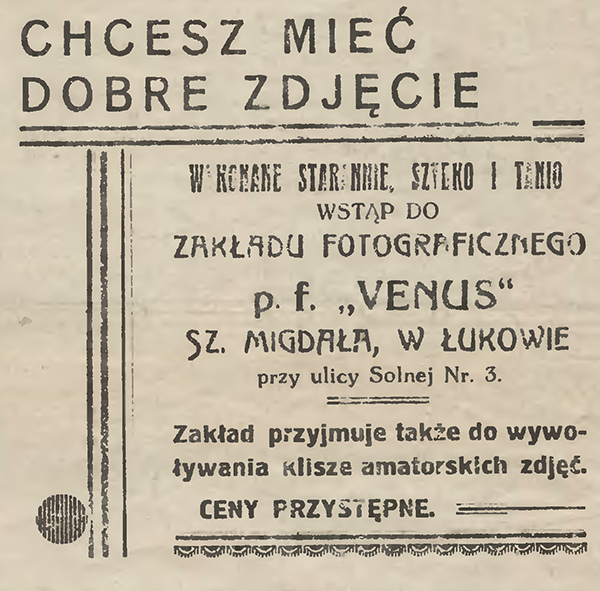 CHCESZ MIEĆ
DOBRE ZDJĘCIE
WYKONANE STARANNIE, SZYBKO I TANIO
WSTĄP DO
ZAKŁADU FOTOGRAFICZNEGO
p. f. „VENUS“
SZ. MIGDAŁA, W ŁUKOWIE
przy ulicy Solnej Nr. 3.
Zakład przyjmuje także do wywo-
ływania klisze amatorskich zdjęć.
CENY PRZYSTĘPNE.